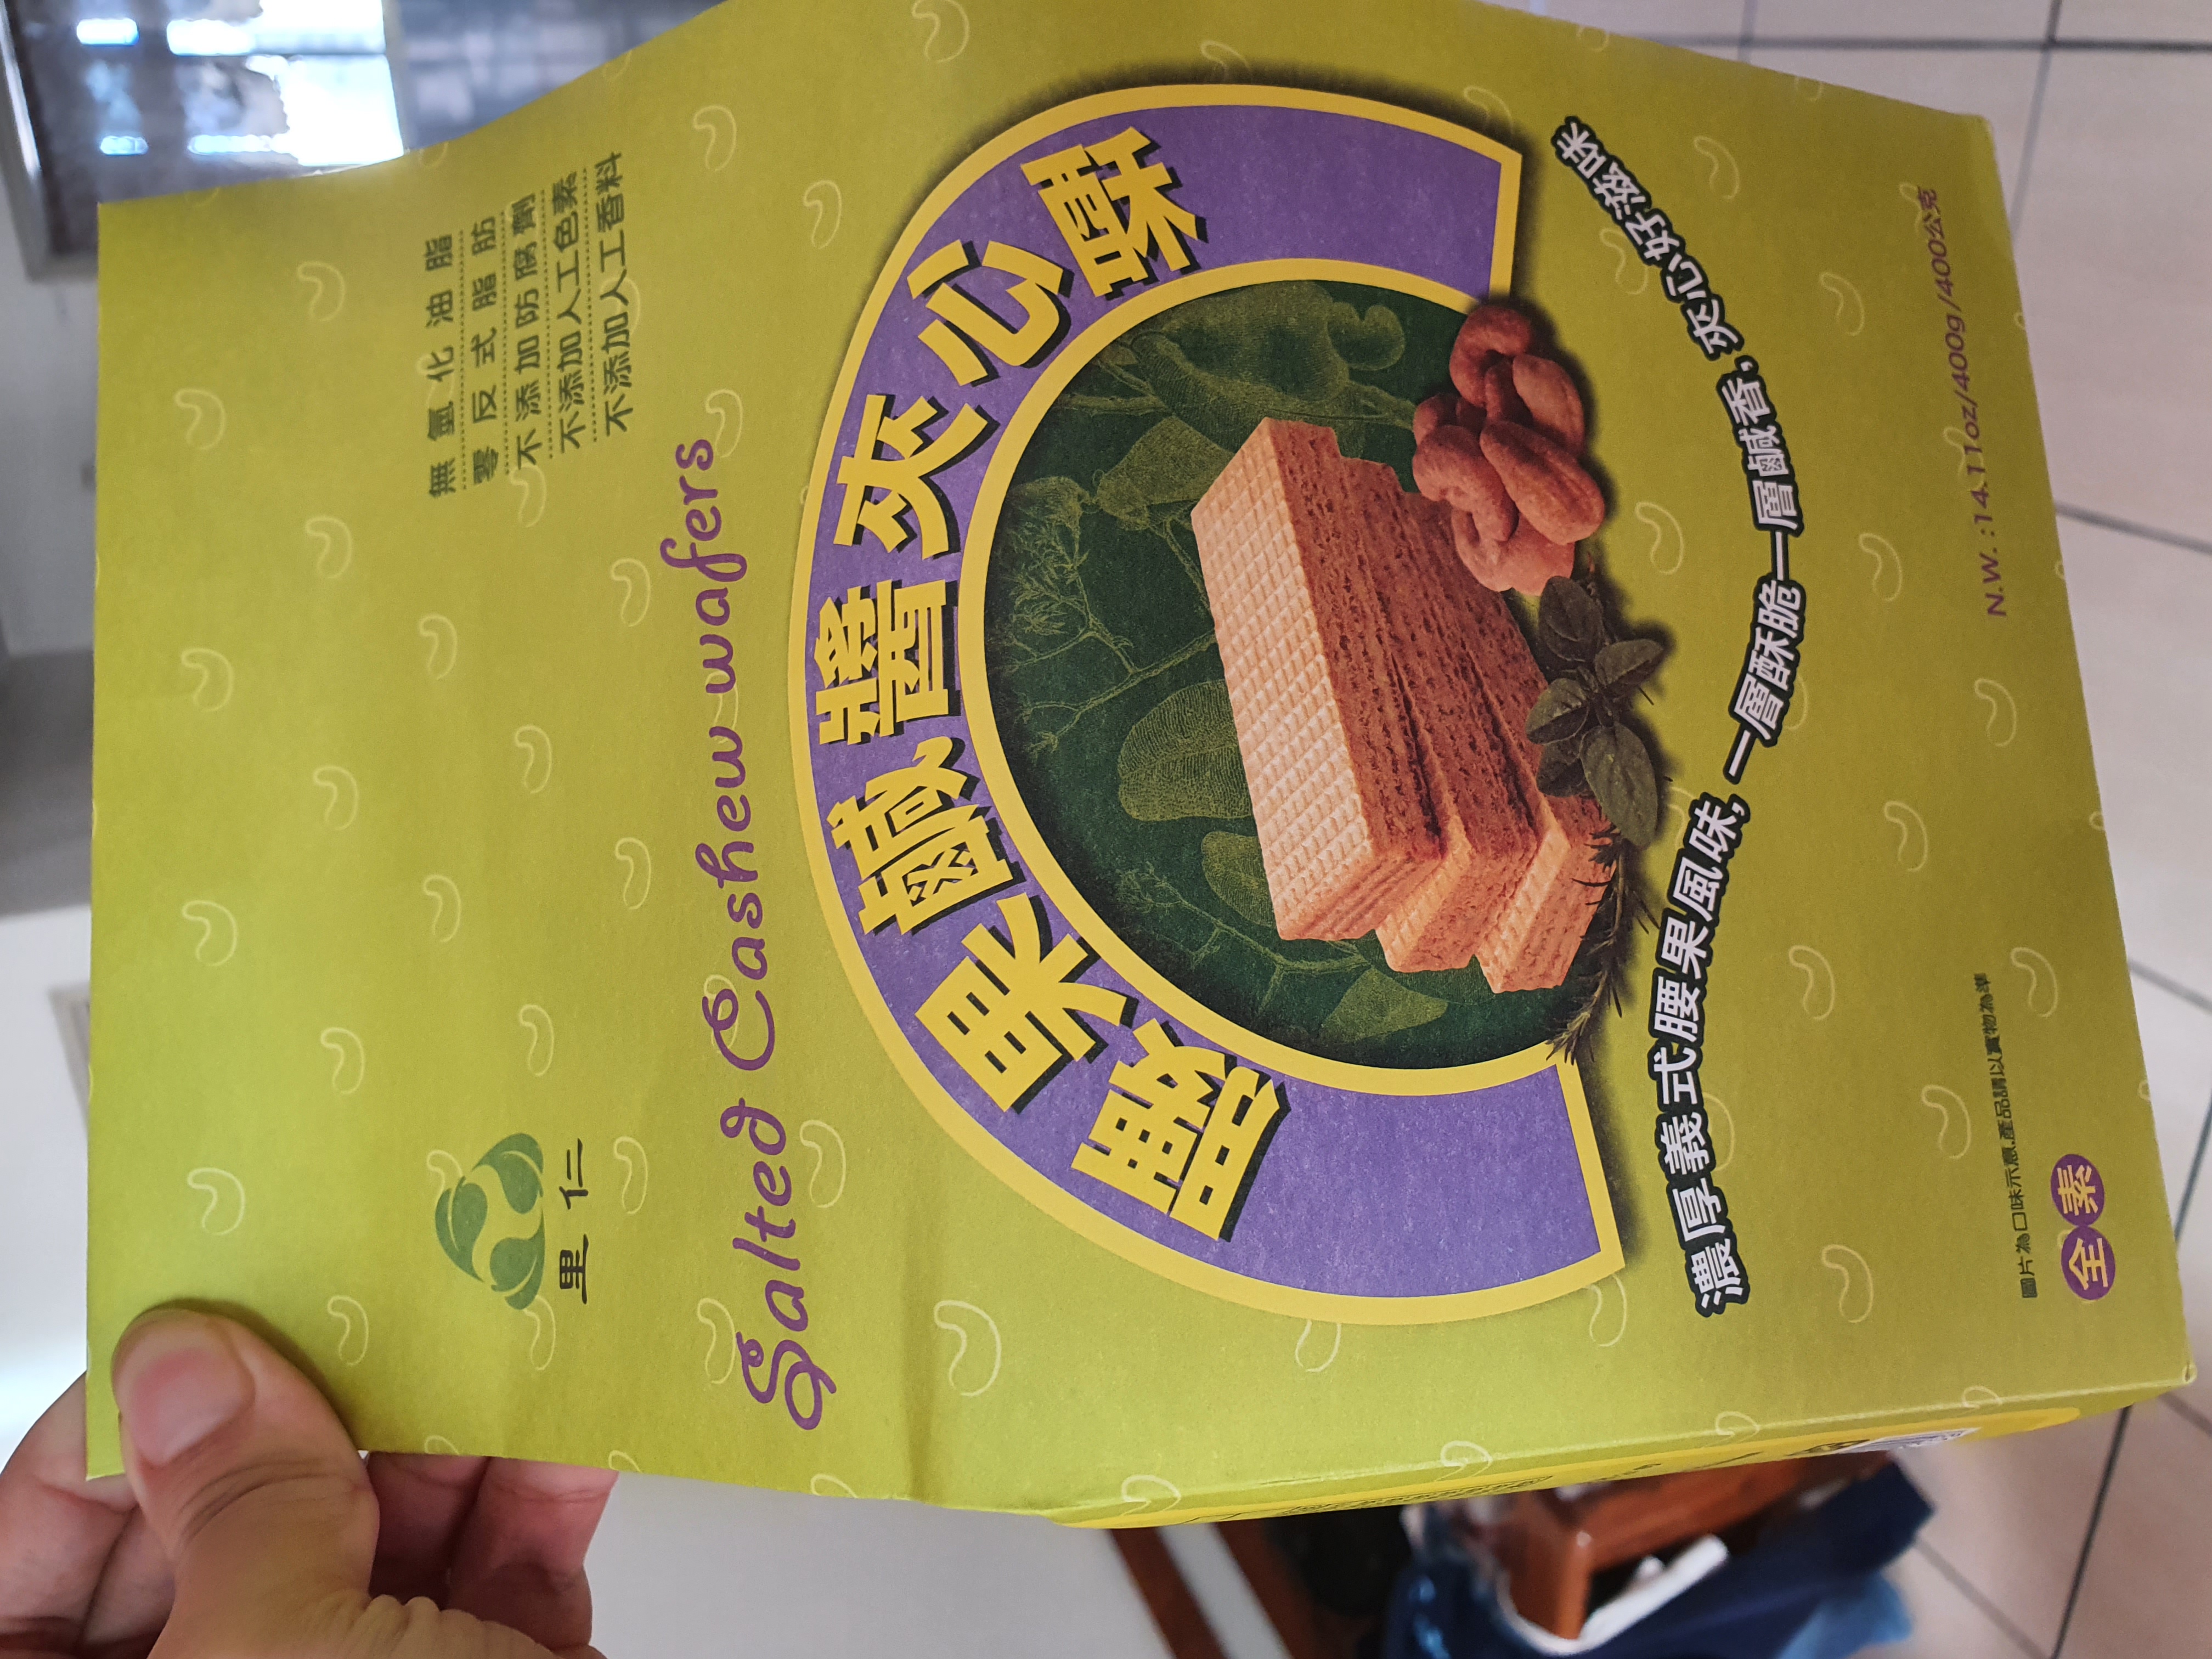 里仁
無氫化油脂
零反式脂肪
不添加防腐劑
不添加人工色素
不添加人工香料
Salted Cashew wafers
腰果鹹醬夾心酥
濃厚義式腰果風味，一層酥脆一層鹹香，夾心好滋味
圖片為口味示意,產品請以實物為準
N.W.:14.11oz/400g/400公克
全素